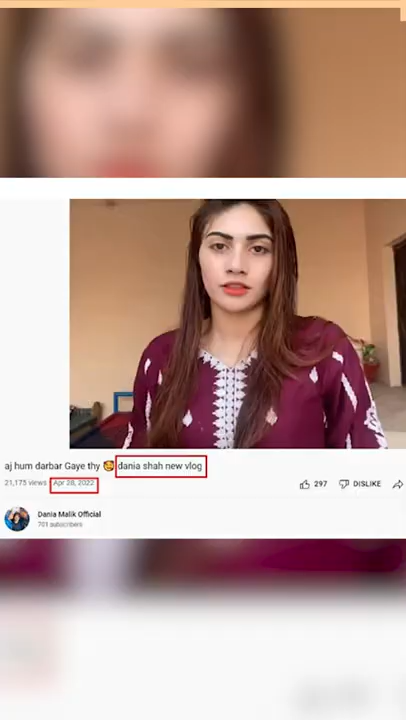 aj hum darbar Gaye thy 🥰 dania shah new vlog
21,175 views · Apr 28, 2022
297 DISLIKE
Dania Malik Official
701 subscribers